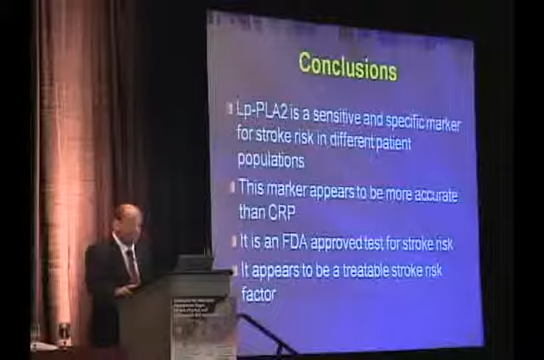 Conclusions
Lp-PLA2 is a sensitive and specific marker
for stroke risk in different patient
populations
This marker appears to be more accurate
than CRP
It is an FDA approved test for stroke risk
It appears to be a treatable stroke risk
factor